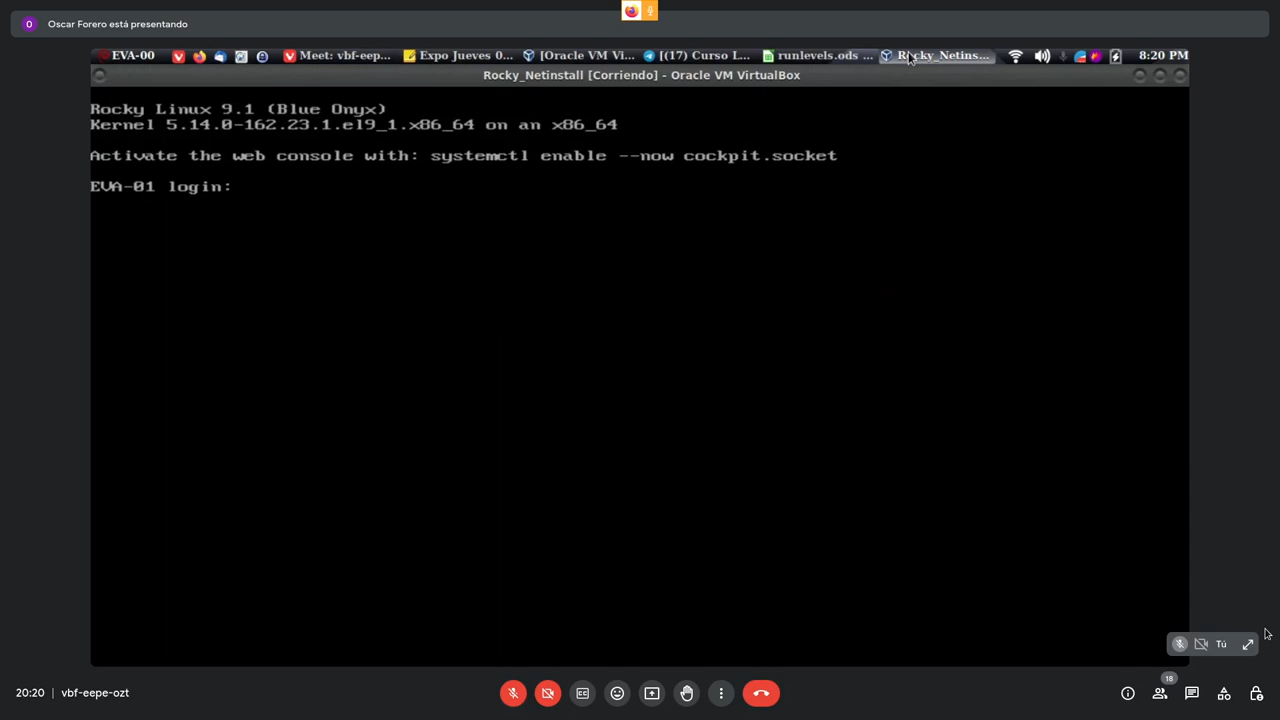 O Oscar Forero está presentando
EVA-00 Meet: vbf-eepe... Expo Jueves 0... [Oracle VM Vi... [(17) Curso L... runlevels.ods ... Rocky_Netins... 8:20 PM
Rocky_Netinstall [Corriendo] - Oracle VM VirtualBox
Rocky Linux 9.1 (Blue Onyx)
Kernel 5.14.0-162.23.1.el9_1.x86_64 on an x86_64
Activate the web console with: systemctl enable --now cockpit.socket
EVA-01 login:
Tú
18
20:20 vbf-eepe-ozt